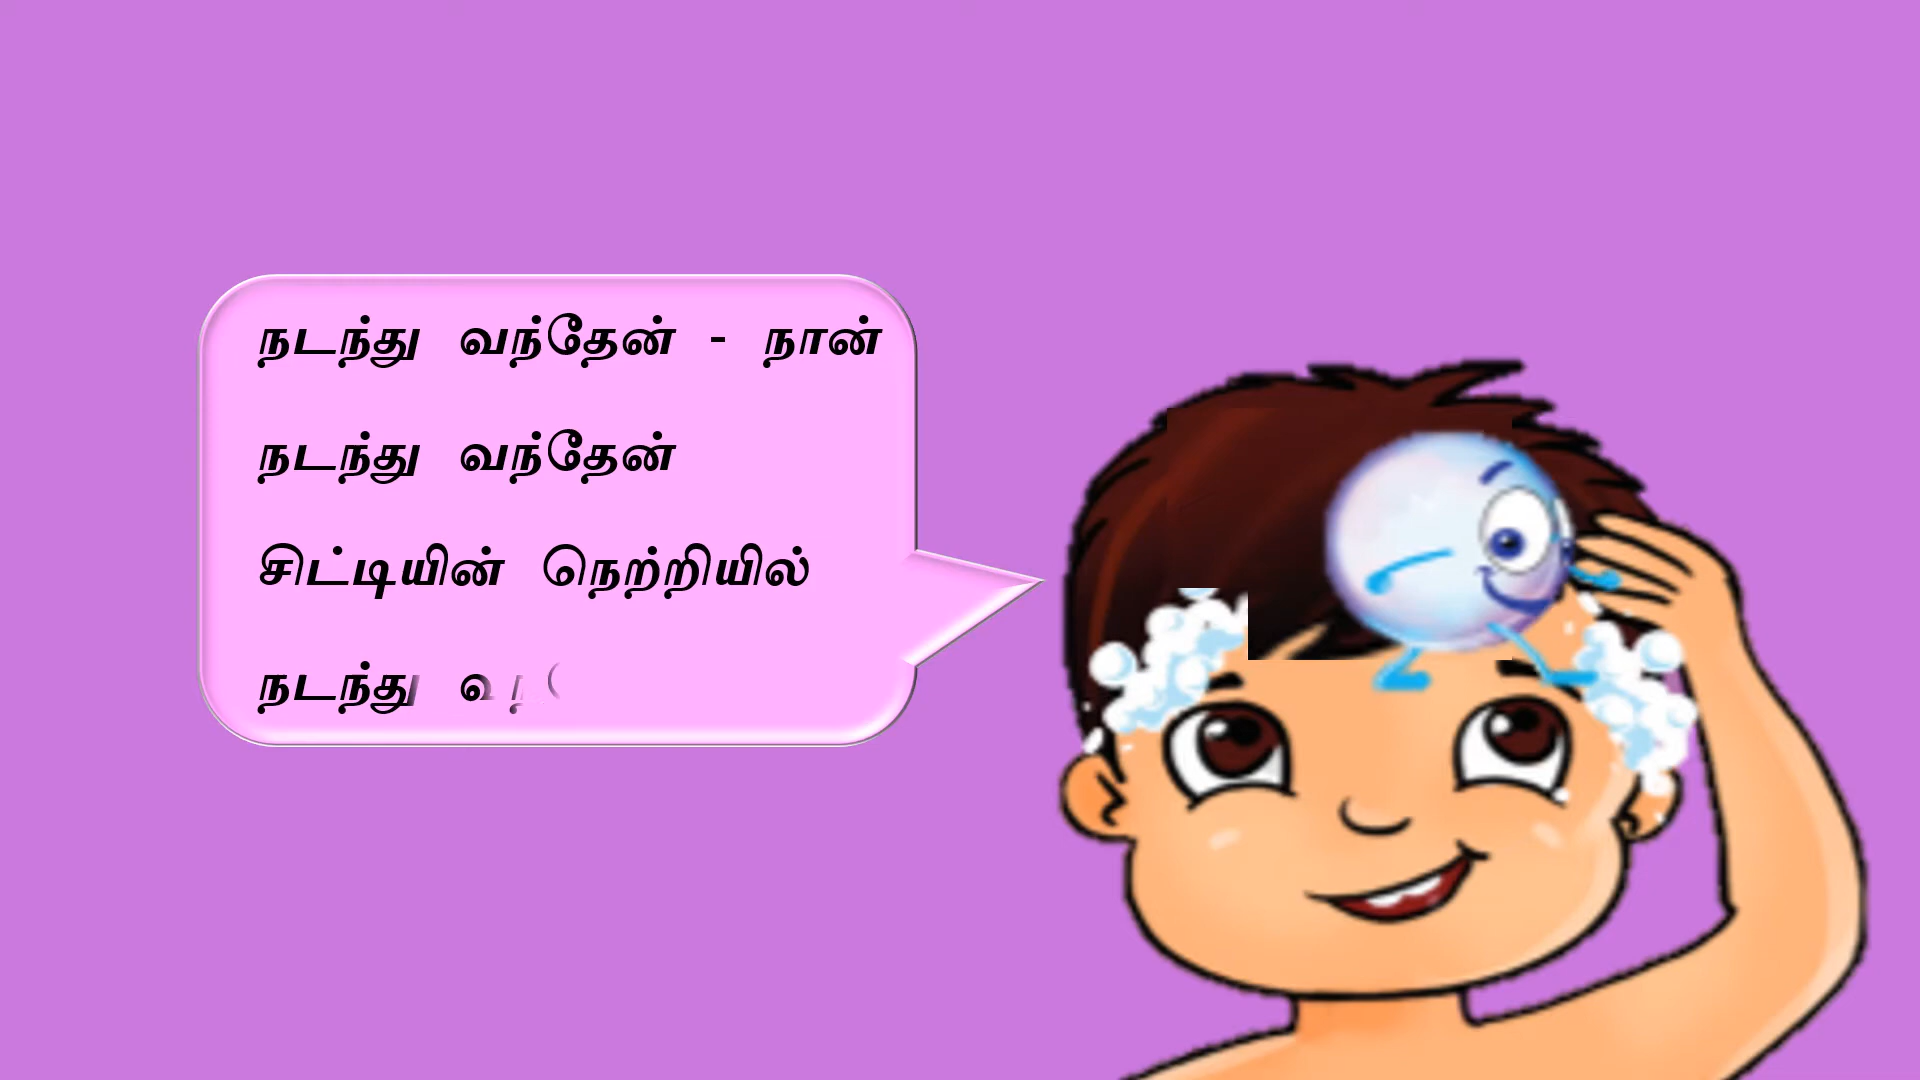 நடந்து வந்தேன் - நான்
நடந்து வந்தேன்
சிட்டியின் நெற்றியில்
நடந்து